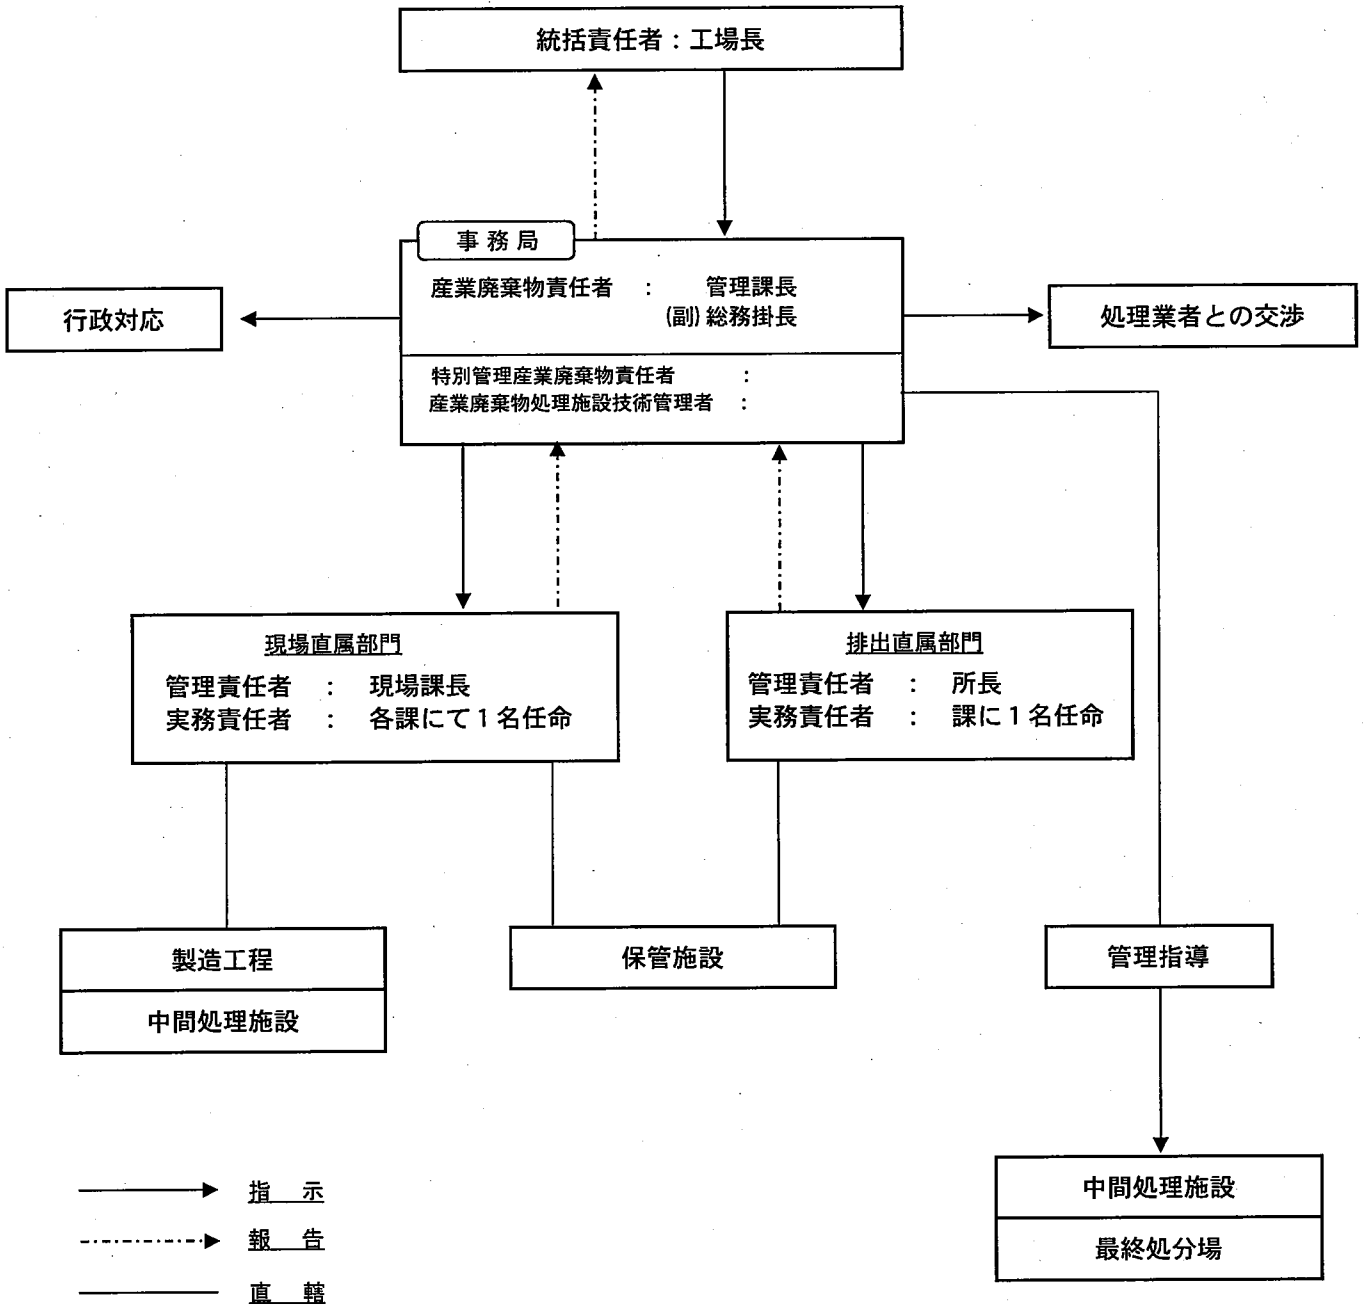 統括責任者：工場長
事務局
産業廃棄物責任者 ： 管理課長
(副)総務掛長
行政対応
処理業者との交渉
特別管理産業廃棄物責任者 ：
産業廃棄物処理施設技術管理者 ：
現場直属部門
管理責任者 ： 現場課長
実務責任者 ： 各課にて１名任命
排出直属部門
管理責任者 ： 所長
実務責任者 ： 課に１名任命
製造工程
中間処理施設
保管施設
管理指導
中間処理施設
最終処分場
指 示
報 告
直 轄